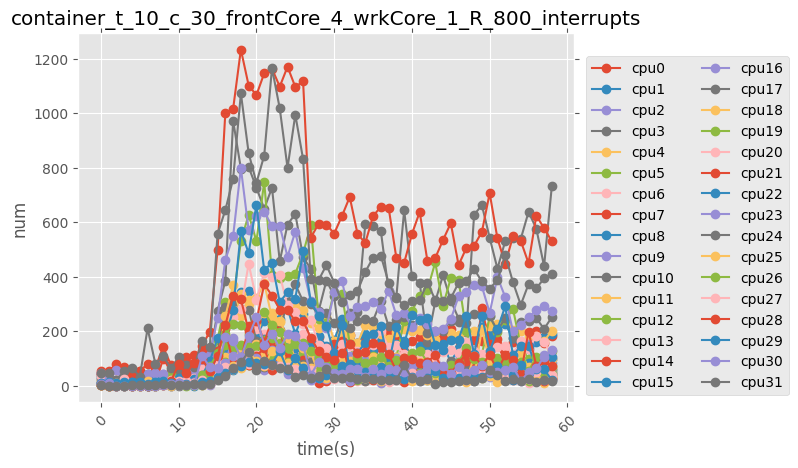 container_t_10_c_30_frontCore_4_wrkCore_1_R_800_interrupts
1200
1000
800
600
400
200
0
num
0
10
20
30
40
50
60
time(s)
cpu0
cpu1
cpu2
cpu3
cpu4
cpu5
cpu6
cpu7
cpu8
cpu9
cpu10
cpu11
cpu12
cpu13
cpu14
cpu15
cpu16
cpu17
cpu18
cpu19
cpu20
cpu21
cpu22
cpu23
cpu24
cpu25
cpu26
cpu27
cpu28
cpu29
cpu30
cpu31